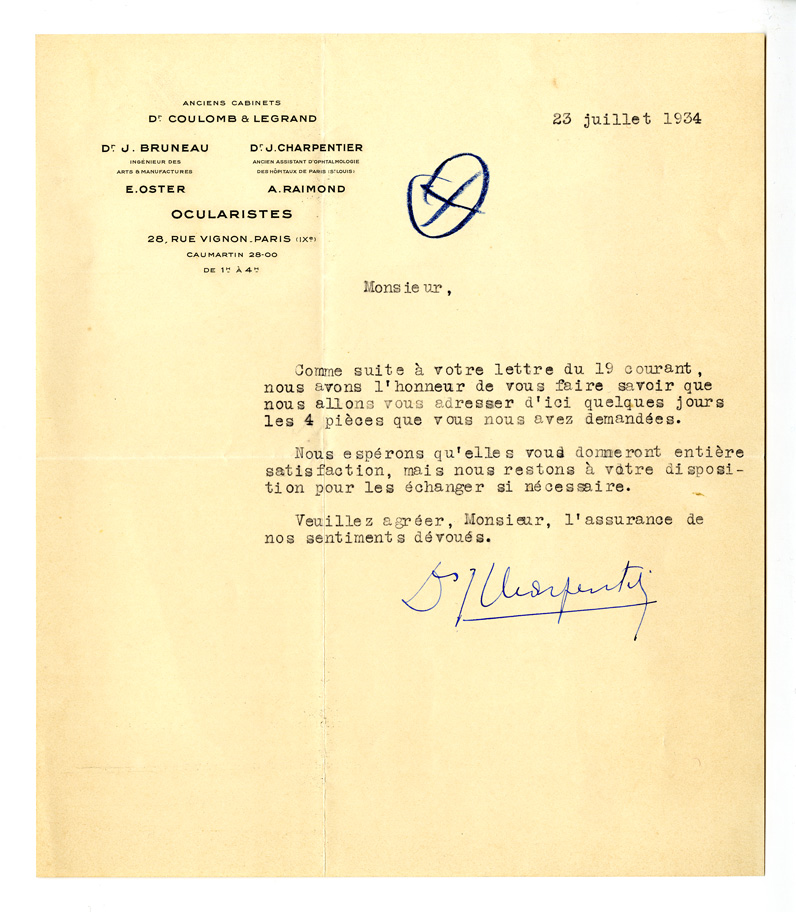 ANCIENS CABINETS
Dr COULOMB & LEGRAND
Dr J. BRUNEAU
INGÉNIEUR DES
ARTS & MANUFACTURES
Dr J. CHARPENTIER
ANCIEN ASSISTANT D'OPHTALMOLOGIE
DES HÔPITAUX DE PARIS (St LOUIS)
E. OSTER
A. RAIMOND
OCULARISTES
28, RUE VIGNON. PARIS (IXe)
CAUMARTIN 28-00
DE 1H À 4H
23 juillet 1934
Monsieur,
Comme suite à votre lettre du 19 courant,
nous avons l'honneur de vous faire savoir que
nous allons vous adresser d'ici quelques jours
les 4 pièces que vous nous avez demandées.
Nous espérons qu'elles vous donneront entière
satisfaction, mais nous restons à vôtre disposi-
tion pour les échanger si nécessaire.
Veuillez agréer, Monsieur, l'assurance de
nos sentiments dévoués.
Dr J Charpentier